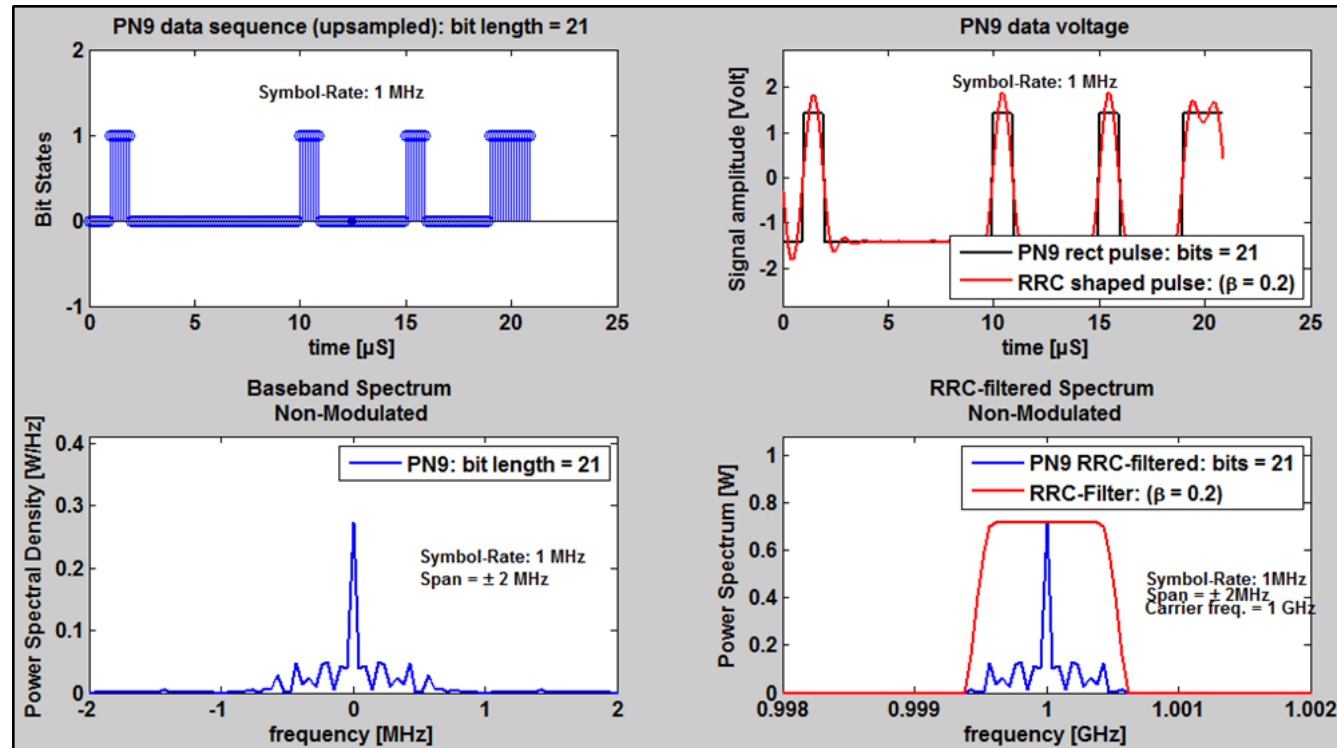 PN9 data sequence (upsampled): bit length = 21
2
1
0
-1
Bit States
Symbol-Rate: 1 MHz
0 5 10 15 20 25
time [µS]
PN9 data voltage
2
1
0
-1
-2
Signal amplitude [Volt]
Symbol-Rate: 1 MHz
PN9 rect pulse: bits = 21
RRC shaped pulse: (β = 0.2)
0 5 10 15 20 25
time [µS]
Baseband Spectrum
Non-Modulated
0.4
0.3
0.2
0.1
0
Power Spectral Density [W/Hz]
PN9: bit length = 21
Symbol-Rate: 1 MHz
Span = ± 2 MHz
-2 -1 0 1 2
frequency [MHz]
RRC-filtered Spectrum
Non-Modulated
1
0.8
0.6
0.4
0.2
0
Power Spectrum [W]
PN9 RRC-filtered: bits = 21
RRC-Filter: (β = 0.2)
Symbol-Rate: 1MHz
Span = ± 2MHz
Carrier freq. = 1 GHz
0.998 0.999 1 1.001 1.002
frequency [GHz]